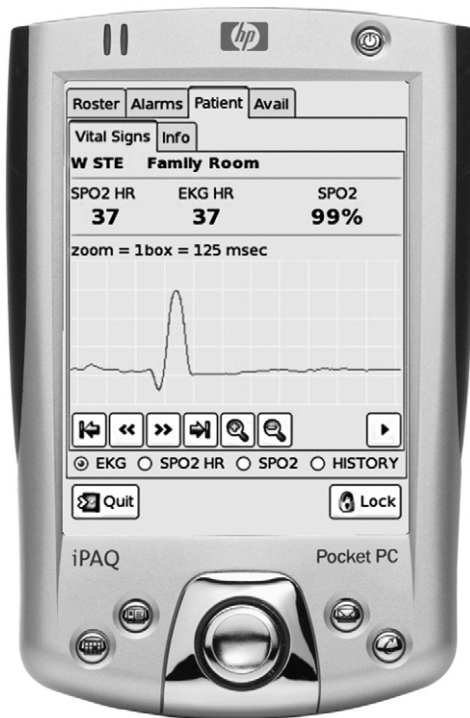 hp
Roster Alarms Patient Avail
Vital Signs Info
W STE Family Room
SPO2 HR EKG HR SPO2
37 37 99%
zoom = 1box = 125 msec
EKG SPO2 HR SPO2 HISTORY
Quit Lock
iPAQ Pocket PC